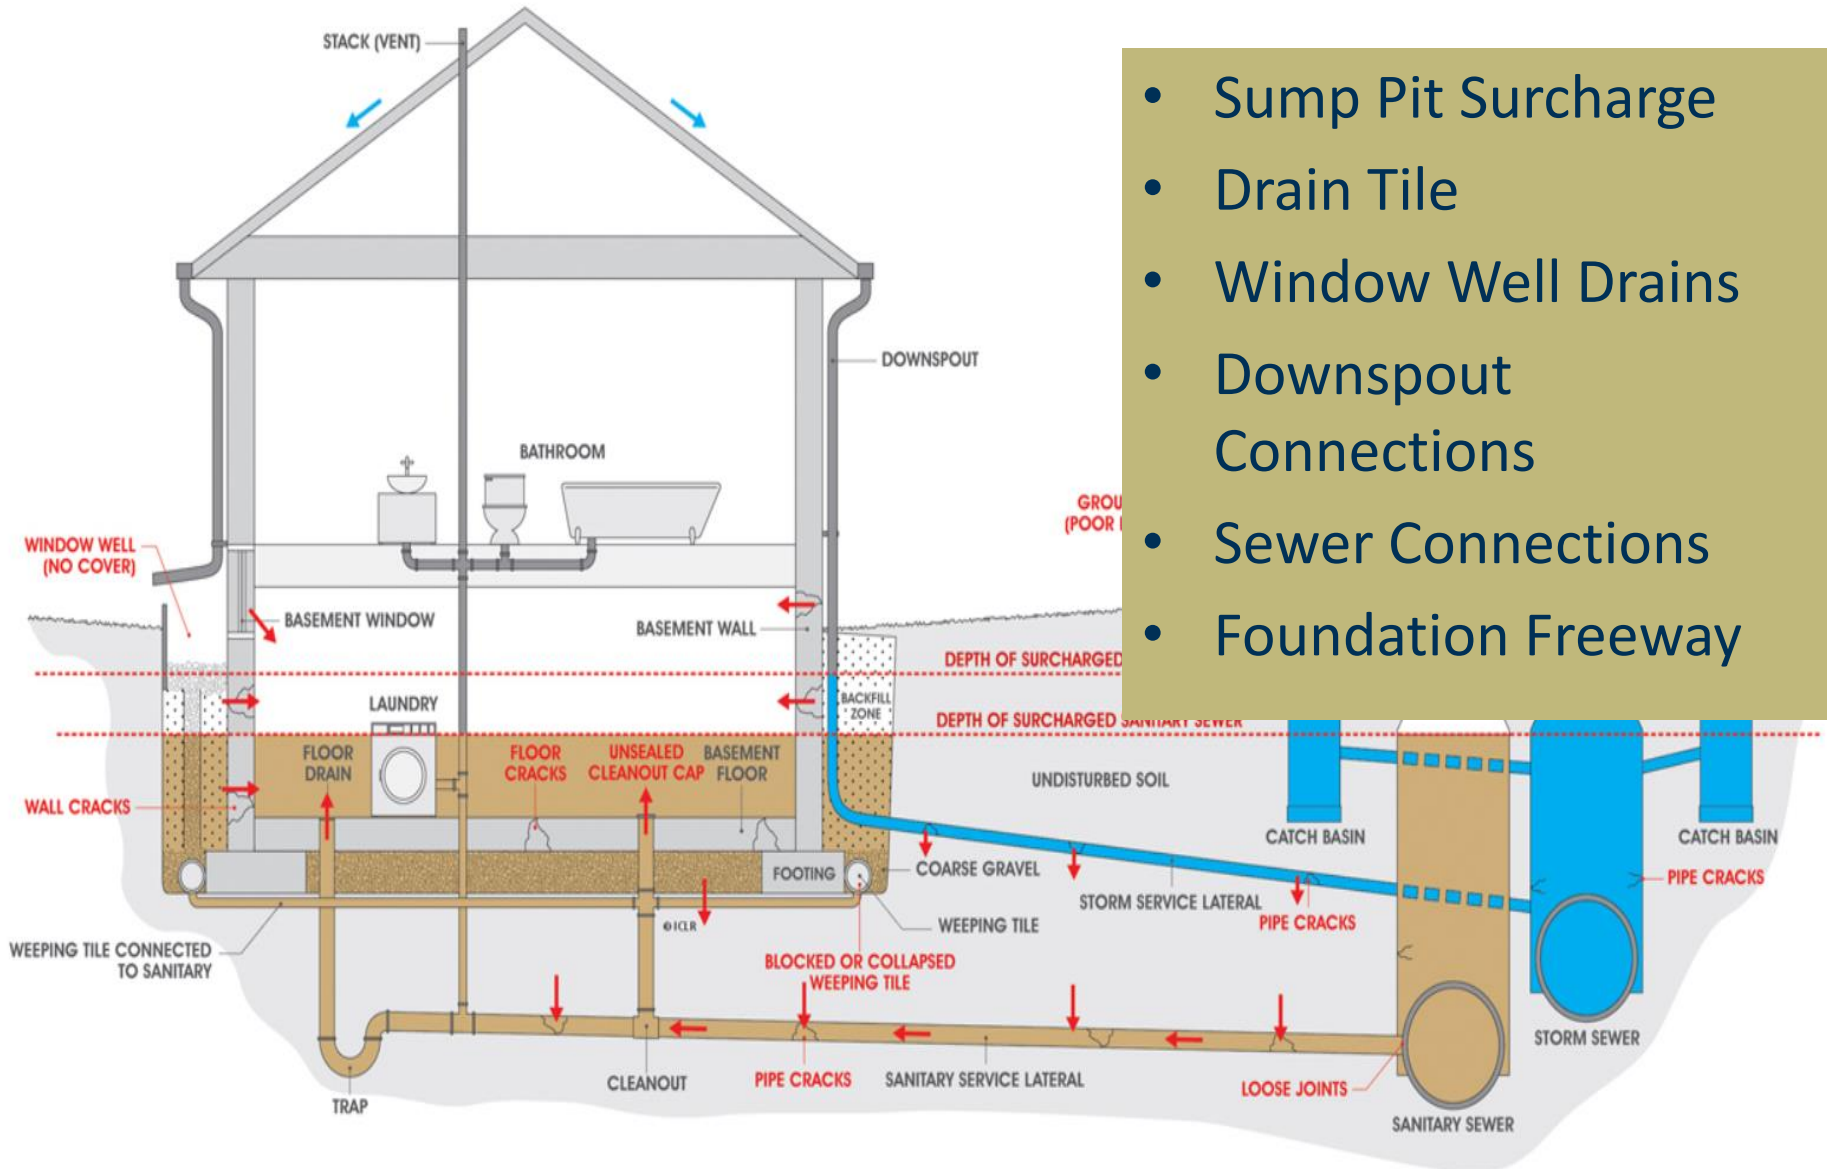 STACK (VENT)
• Sump Pit Surcharge
• Drain Tile
• Window Well Drains
• Downspout
Connections
• Sewer Connections
• Foundation Freeway
DOWNSPOUT
BATHROOM
GROU
(POOR
WINDOW WELL
(NO COVER)
BASEMENT WINDOW
BASEMENT WALL
DEPTH OF SURCHARGED
BACKFILL
ZONE
DEPTH OF SURCHARGED SANITARY SEWER
LAUNDRY
FLOOR
DRAIN
FLOOR
CRACKS
UNSEALED
CLEANOUT CAP
BASEMENT
FLOOR
UNDISTURBED SOIL
WALL CRACKS
CATCH BASIN
CATCH BASIN
FOOTING
COARSE GRAVEL
STORM SERVICE LATERAL
PIPE CRACKS
PIPE CRACKS
© ICLR
WEEPING TILE
WEEPING TILE CONNECTED
TO SANITARY
BLOCKED OR COLLAPSED
WEEPING TILE
STORM SEWER
CLEANOUT
PIPE CRACKS
SANITARY SERVICE LATERAL
LOOSE JOINTS
TRAP
SANITARY SEWER